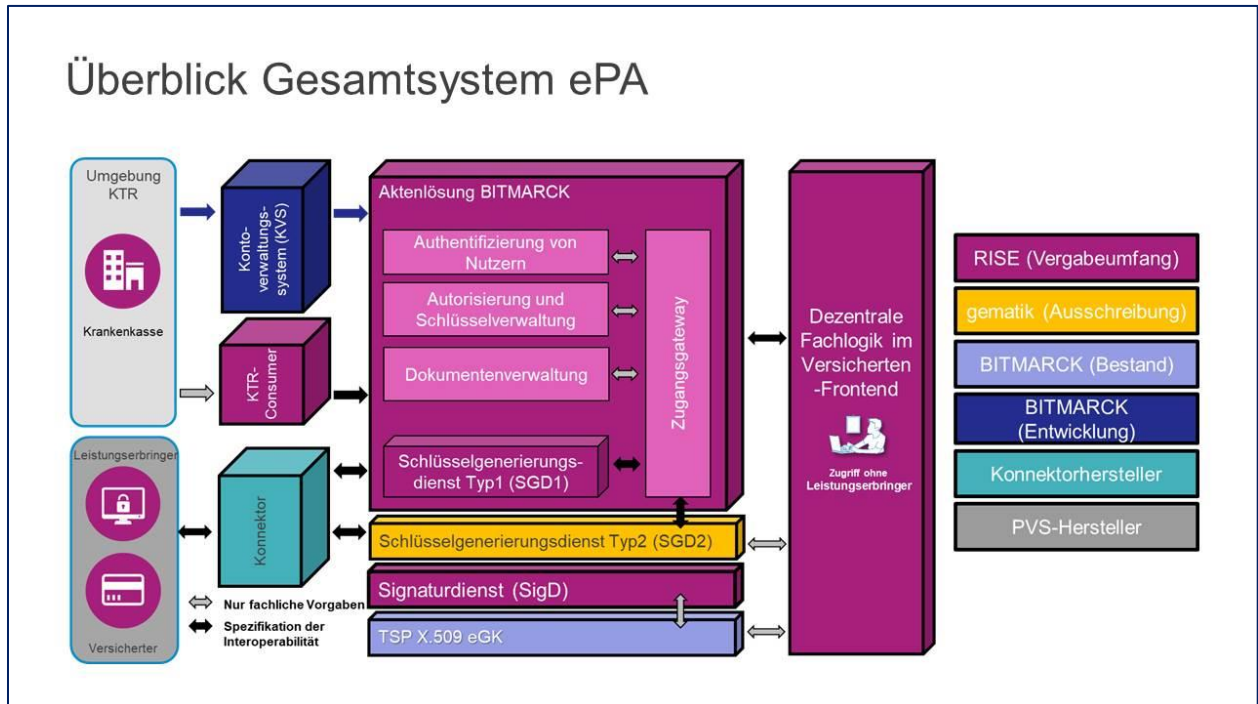 Überblick Gesamtsystem ePA
Umgebung
KTR
Krankenkasse
Konto-
verwaltungs-
system (KVS)
KTR-
Consumer
Leistungserbringer
Versicherter
Konnektor
Nur fachliche Vorgaben
Spezifikation der
Interoperabilität
Aktenlösung BITMARCK
Authentifizierung von
Nutzern
Autorisierung und
Schlüsselverwaltung
Dokumentenverwaltung
Schlüsselgenerierungs-
dienst Typ1 (SGD1)
Zugangsgateway
Schlüsselgenerierungsdienst Typ2 (SGD2)
Signaturdienst (SigD)
TSP X.509 eGK
Dezentrale
Fachlogik im
Versicherten
-Frontend
Zugriff ohne
Leistungserbringer
RISE (Vergabeumfang)
gematik (Ausschreibung)
BITMARCK (Bestand)
BITMARCK
(Entwicklung)
Konnektorhersteller
PVS-Hersteller